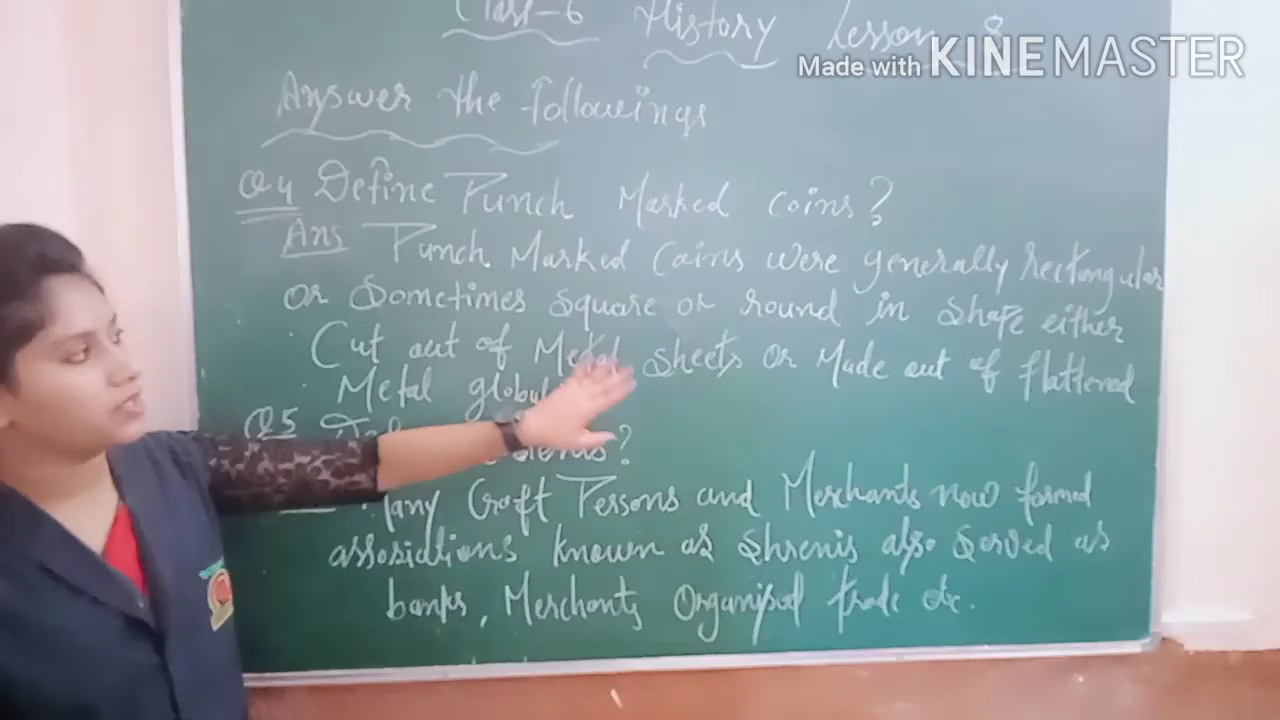 Class-6 History Lesson 8
Made with KINEMASTER
Answer the followings
Q4 Define Punch Marked coins?
Ans Punch Marked Coins were generally rectangular
or Sometimes square or round in shape either
Cut out of Metal sheets or Made out of flattened
Metal
Q5
Many Craft Persons and Merchants now formed
assosiations known as Shrenis also served as
banks, Merchants Organised trade etc.